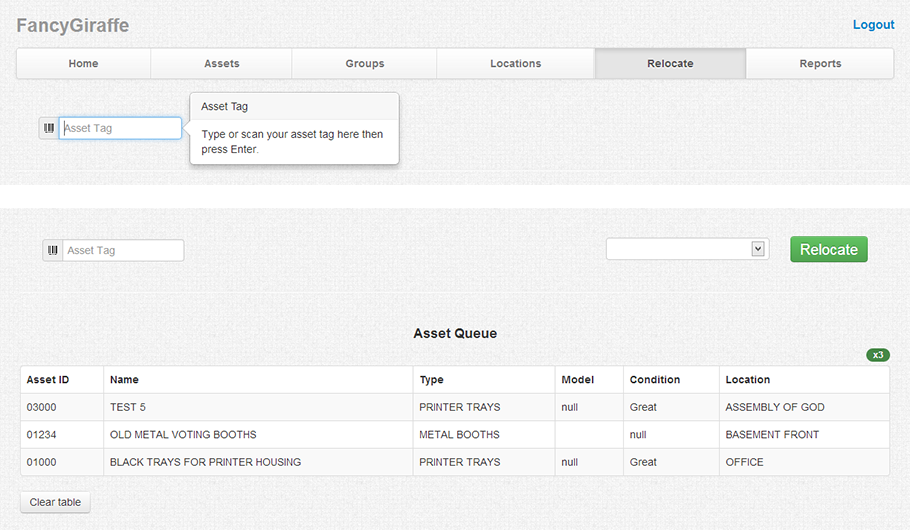 FancyGiraffe
Logout
Home Assets Groups Locations Relocate Reports
Asset Tag
Asset Tag
Type or scan your asset tag here then
press Enter.
Asset Tag
Relocate
Asset Queue
x3
Asset ID Name Type Model Condition Location
03000 TEST 5 PRINTER TRAYS null Great ASSEMBLY OF GOD
01234 OLD METAL VOTING BOOTHS METAL BOOTHS null BASEMENT FRONT
01000 BLACK TRAYS FOR PRINTER HOUSING PRINTER TRAYS null Great OFFICE
Clear table